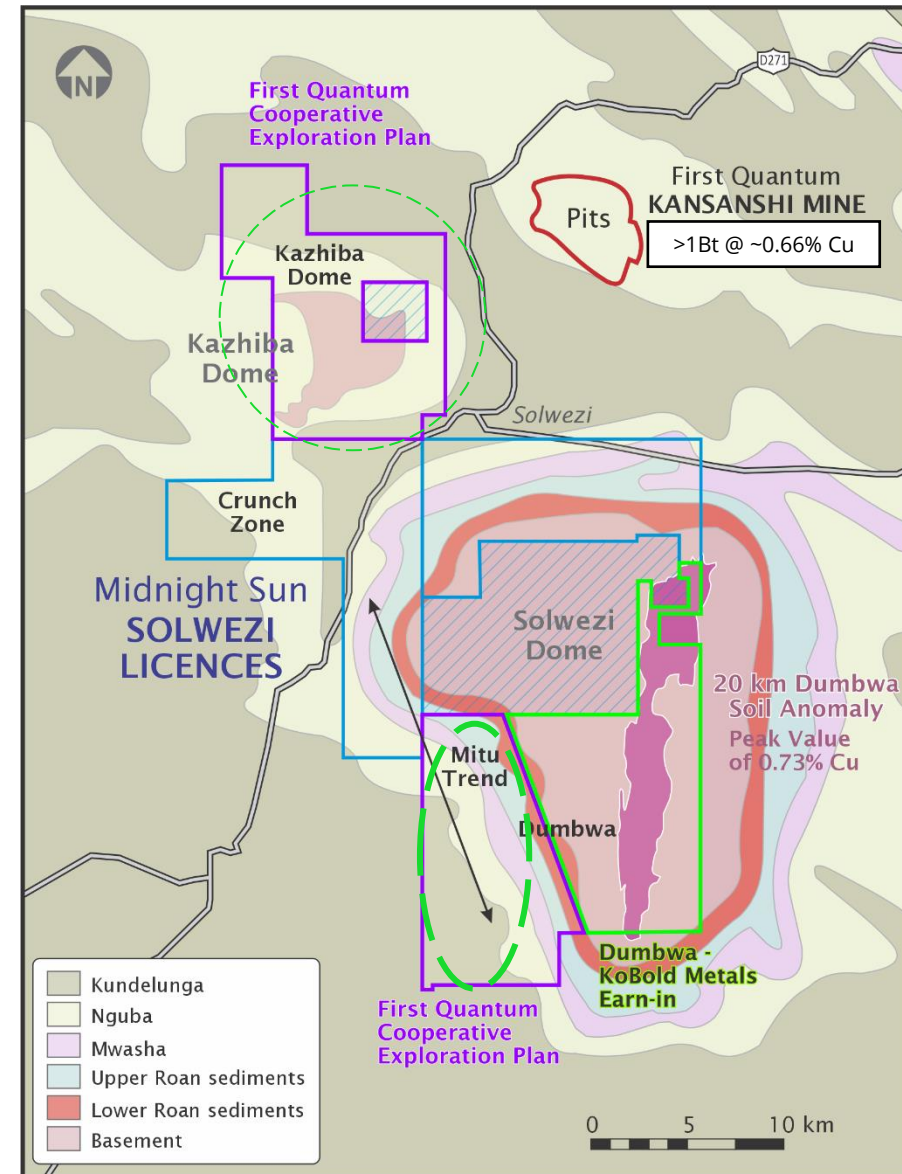 N
D271
First Quantum
Cooperative
Exploration Plan
First Quantum
KANSANSHI MINE
>1Bt @ ~0.66% Cu
Pits
Kazhiba
Dome
Kazhiba
Dome
Solwezi
Crunch
Zone
Midnight Sun
SOLWEZI
LICENCES
Solwezi
Dome
20 km Dumbwa
Soil Anomaly
Peak Value
of 0.73% Cu
Mitu
Trend
Dumbwa
Dumbwa -
KoBold Metals
Earn-in
First Quantum
Cooperative
Exploration Plan
Kundelunga
Nguba
Mwasha
Upper Roan sediments
Lower Roan sediments
Basement
0 5 10 km